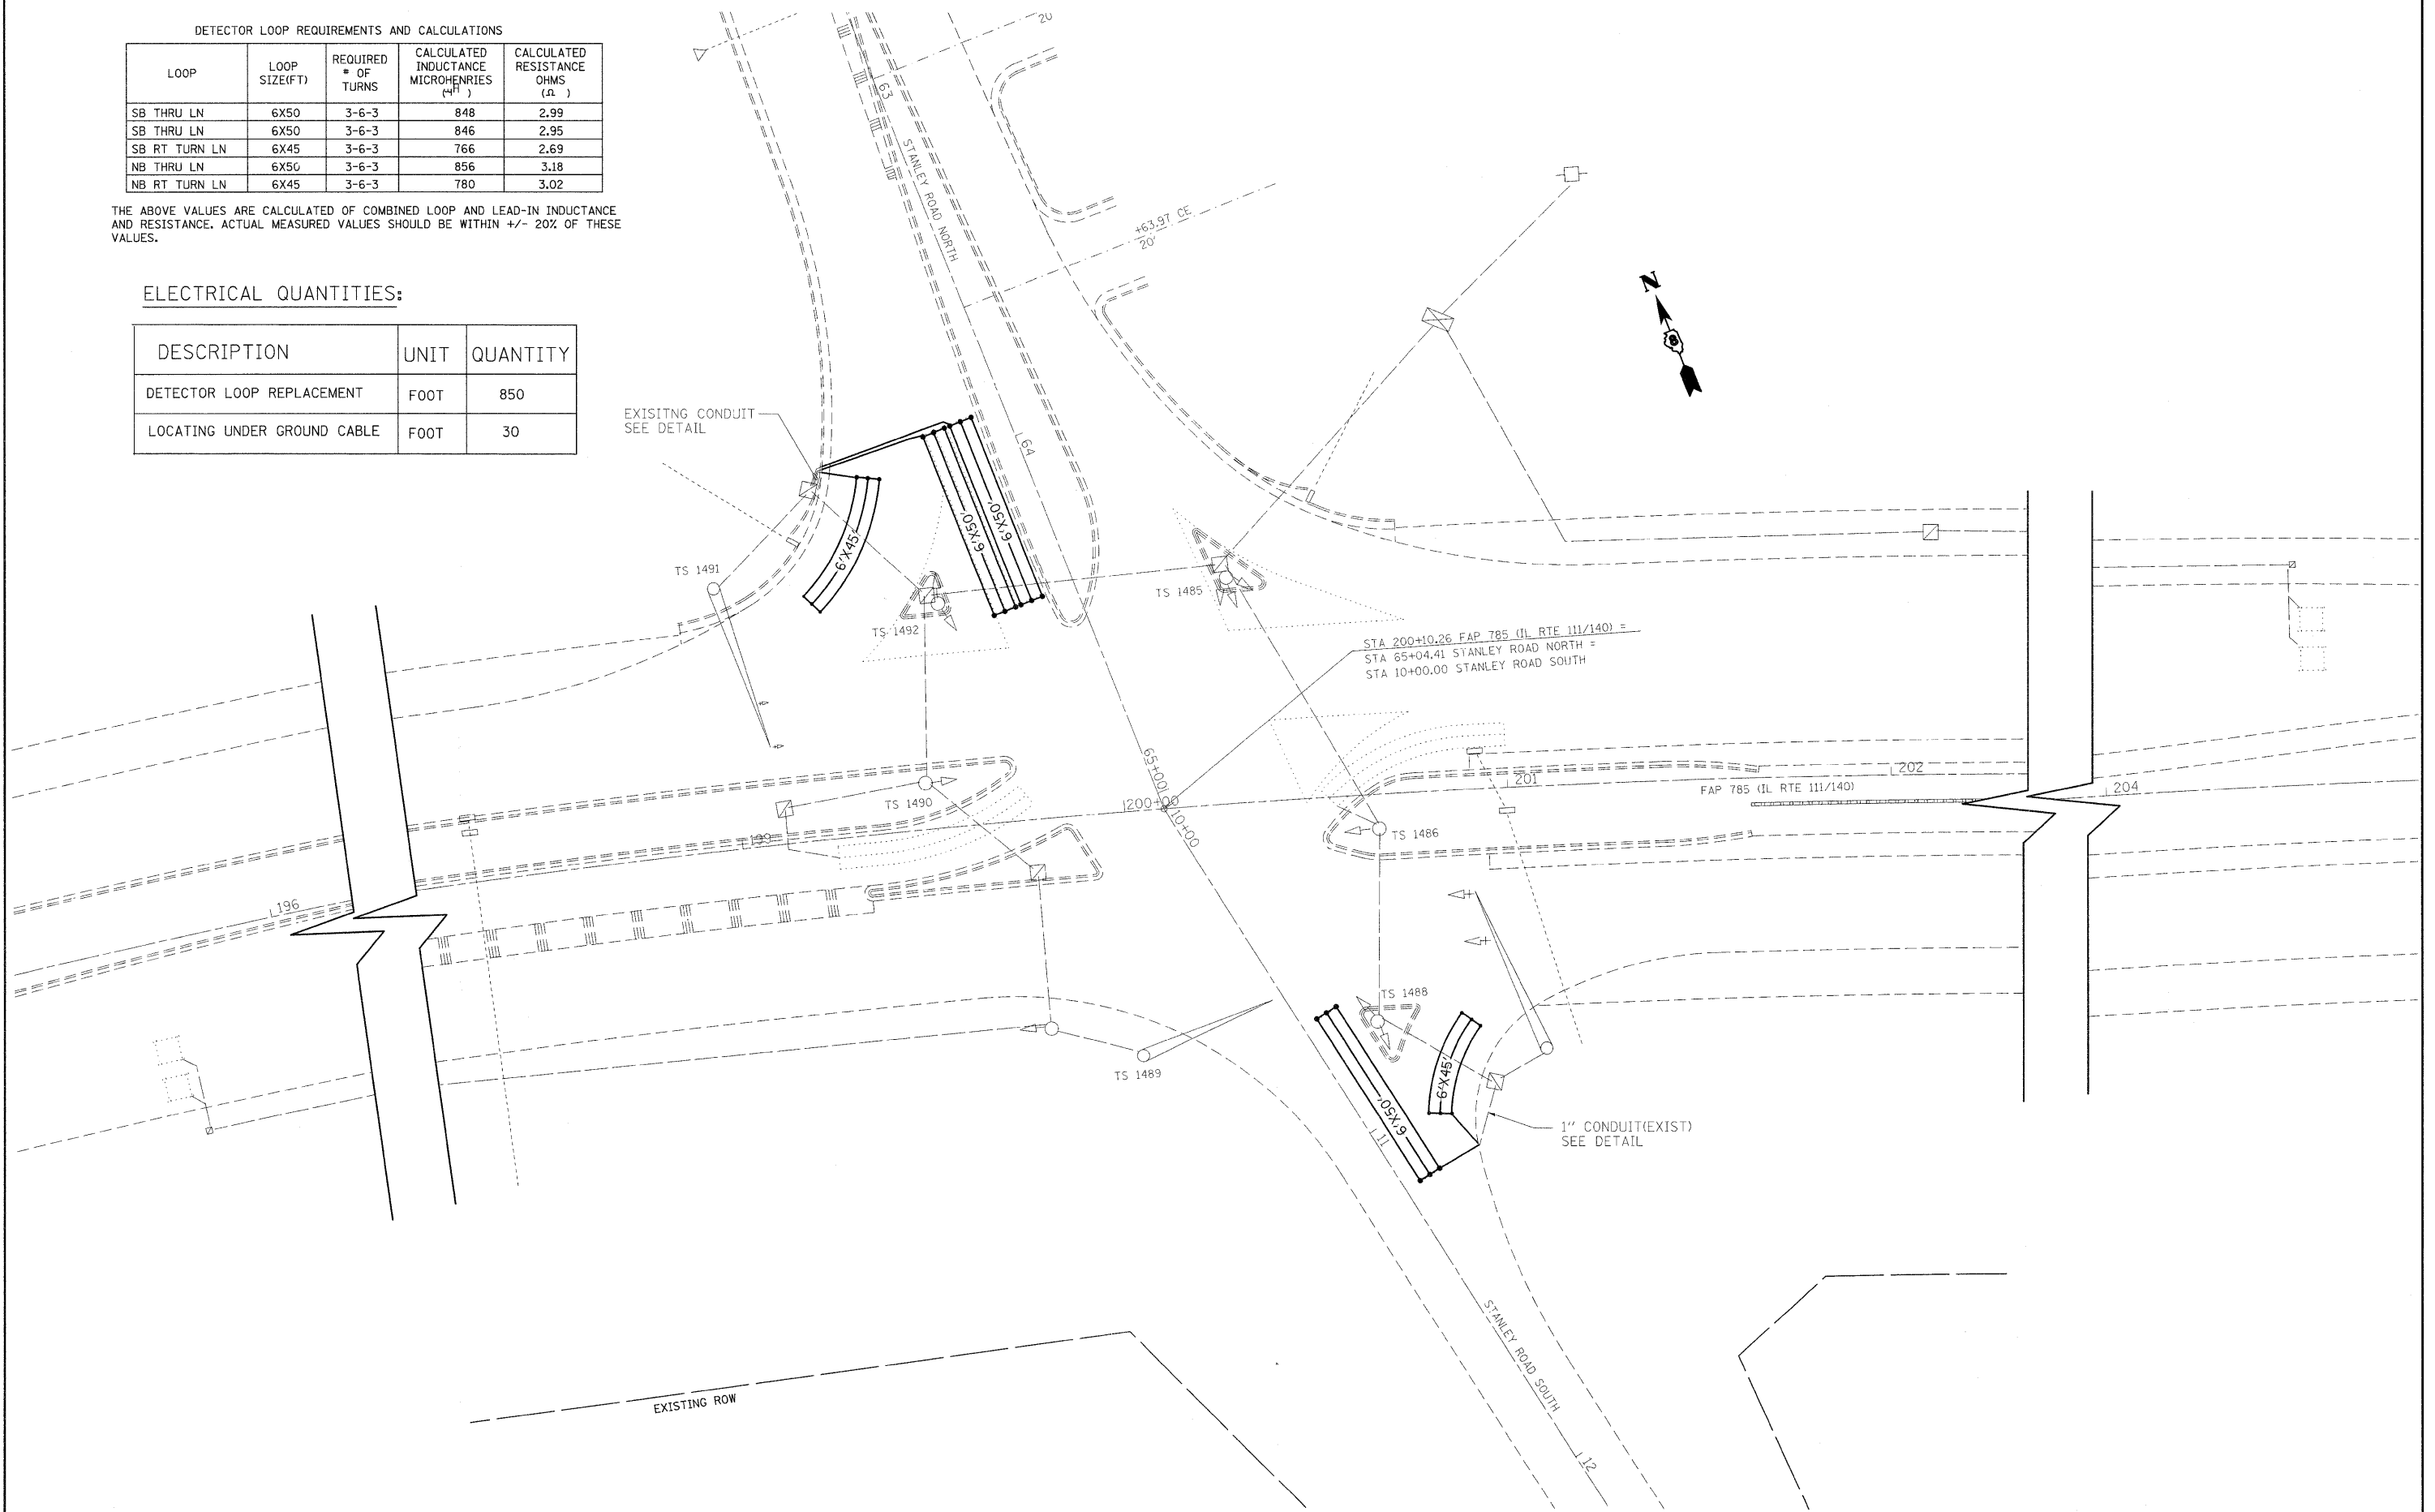 DETECTOR LOOP REQUIREMENTS AND CALCULATIONS
LOOP
LOOP SIZE(FT)
REQUIRED # OF TURNS
CALCULATED INDUCTANCE MICROHENRIES (µH)
CALCULATED RESISTANCE OHMS (Ω)
SB THRU LN 6X50 3-6-3 848 2.99
SB THRU LN 6X50 3-6-3 846 2.95
SB RT TURN LN 6X45 3-6-3 766 2.69
NB THRU LN 6X50 3-6-3 856 3.18
NB RT TURN LN 6X45 3-6-3 780 3.02
THE ABOVE VALUES ARE CALCULATED OF COMBINED LOOP AND LEAD-IN INDUCTANCE
AND RESISTANCE. ACTUAL MEASURED VALUES SHOULD BE WITHIN +/- 20% OF THESE
VALUES.
ELECTRICAL QUANTITIES:
DESCRIPTION UNIT QUANTITY
DETECTOR LOOP REPLACEMENT FOOT 850
LOCATING UNDER GROUND CABLE FOOT 30
20
63
STANLEY ROAD NORTH
+63.97 CE
20'
N
8
EXISITNG CONDUIT
SEE DETAIL
64
6'X50'
6'X50'
6'X45'
TS 1491
TS 1492
TS 1485
STA 200+10.26 FAP 785 (IL RTE 111/140) =
STA 65+04.41 STANLEY ROAD NORTH =
STA 10+00.00 STANLEY ROAD SOUTH
65+00
200+00
10+00
201
202
204
FAP 785 (IL RTE 111/140)
TS 1490
TS 1486
199
196
TS 1488
TS 1489
6'X45'
6'X50'
1" CONDUIT(EXIST)
SEE DETAIL
11
STANLEY ROAD SOUTH
12
EXISTING ROW